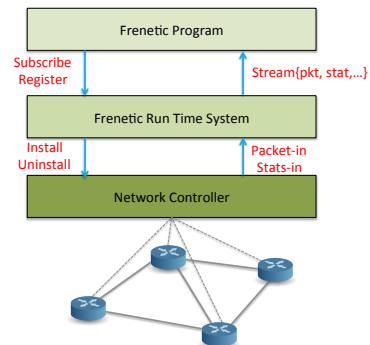 Frenetic Program
Subscribe
Register
Stream{pkt, stat,…}
Frenetic Run Time System
Install
Uninstall
Packet-in
Stats-in
Network Controller